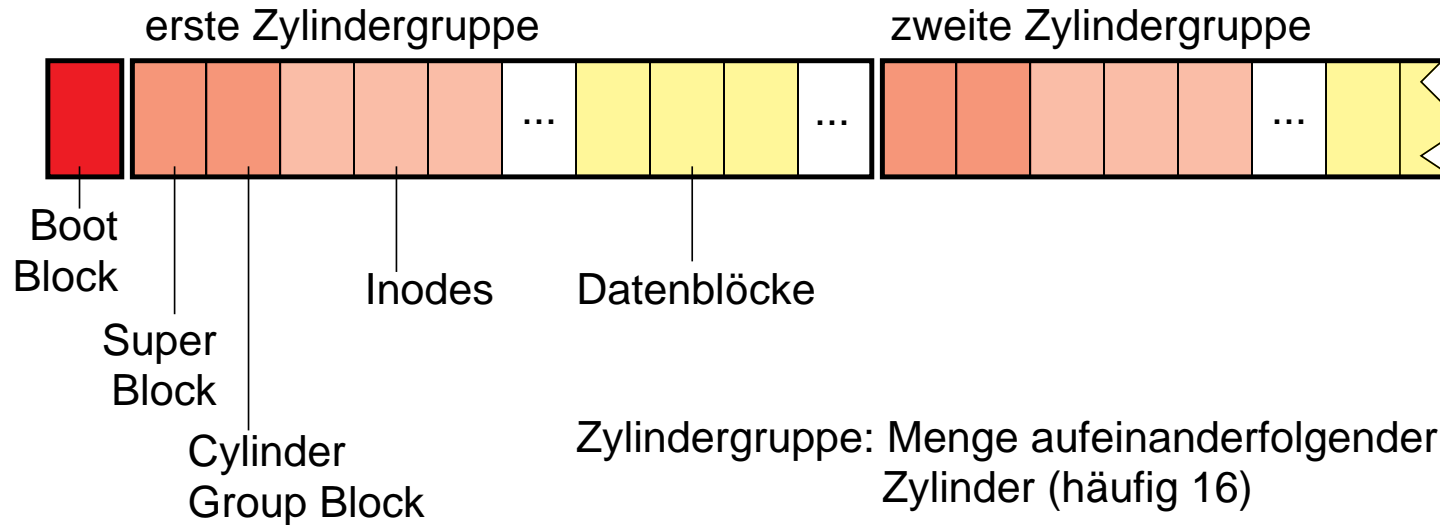 erste Zylindergruppe
zweite Zylindergruppe
...
...
...
Boot
Block
Super
Block
Cylinder
Group Block
Inodes
Datenblöcke
Zylindergruppe: Menge aufeinanderfolgender
Zylinder (häufig 16)